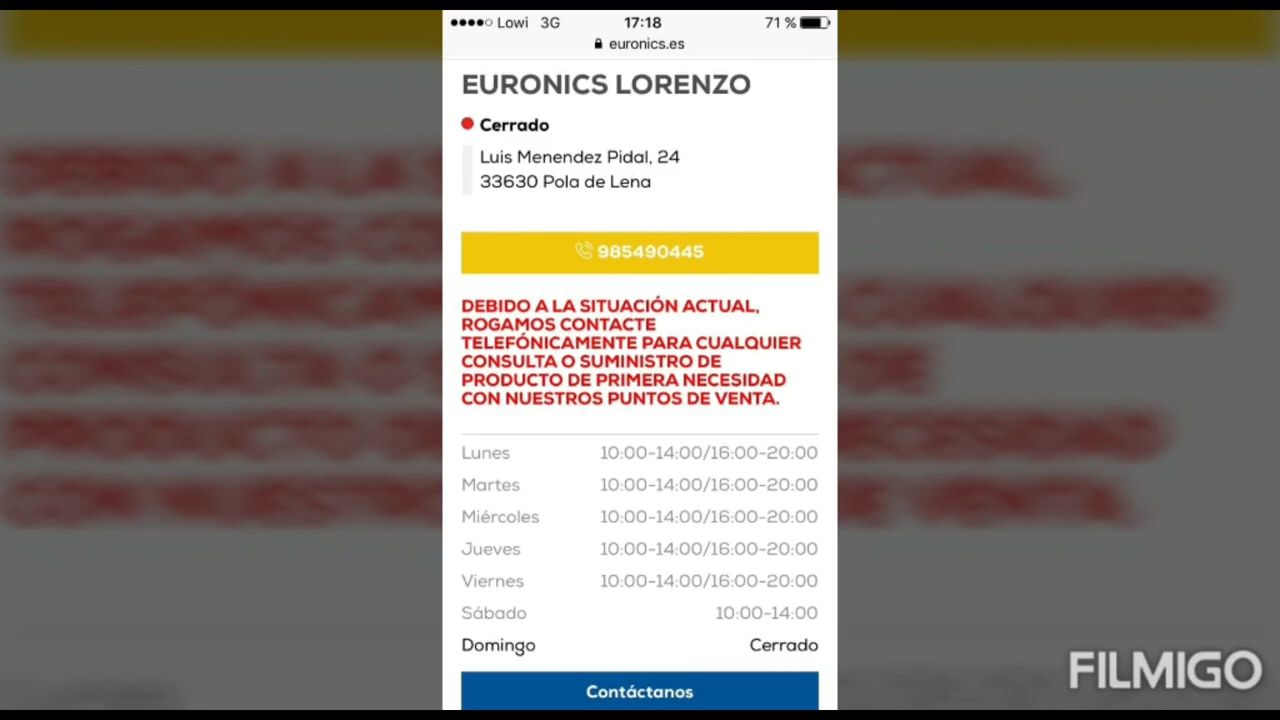 Lowi 3G 17:18 71 %
euronics.es
EURONICS LORENZO
Cerrado
Luis Menendez Pidal, 24
33630 Pola de Lena
985490445
DEBIDO A LA SITUACIÓN ACTUAL,
ROGAMOS CONTACTE
TELEFÓNICAMENTE PARA CUALQUIER
CONSULTA O SUMINISTRO DE
PRODUCTO DE PRIMERA NECESIDAD
CON NUESTROS PUNTOS DE VENTA.
Lunes 10:00-14:00/16:00-20:00
Martes 10:00-14:00/16:00-20:00
Miércoles 10:00-14:00/16:00-20:00
Jueves 10:00-14:00/16:00-20:00
Viernes 10:00-14:00/16:00-20:00
Sábado 10:00-14:00
Domingo Cerrado
Contáctanos
FILMIGO